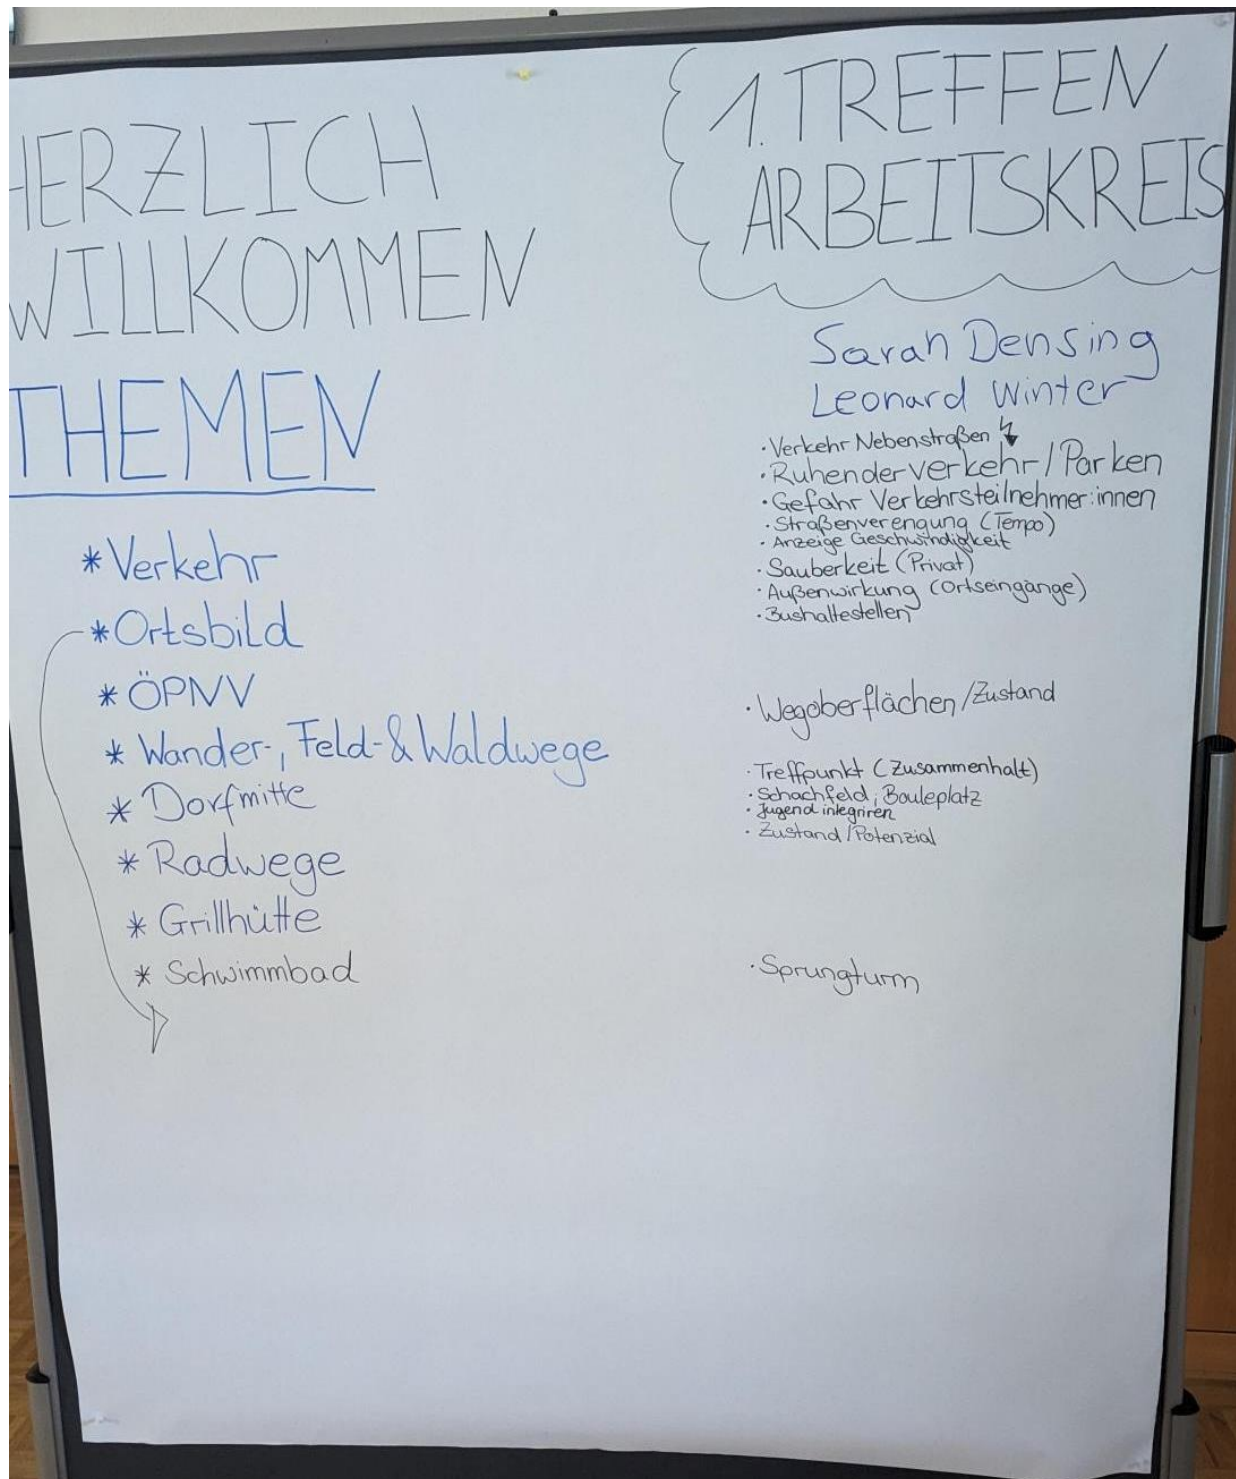 HERZLICH
WILLKOMMEN
1. TREFFEN
ARBEITSKREIS
Sarah Densing
Leonard Winter
THEMEN
* Verkehr
* Ortsbild
* ÖPNV
* Wander-, Feld- & Waldwege
* Dorfmitte
* Radwege
* Grillhütte
* Schwimmbad
· Verkehr Nebenstraßen
· Ruhender verkehr / Parken
· Gefahr Verkehrsteilnehmer:innen
· Straßenverengung (Tempo)
· Anzeige Geschwindigkeit
· Sauberkeit (Privat)
· Außenwirkung (Ortseingänge)
· Bushaltestellen
· Wegoberflächen/Zustand
· Treffpunkt (Zusammenhalt)
· Schachfeld, Bouleplatz
· Jugend integriren
· Zustand / Potenzial
· Sprungturm